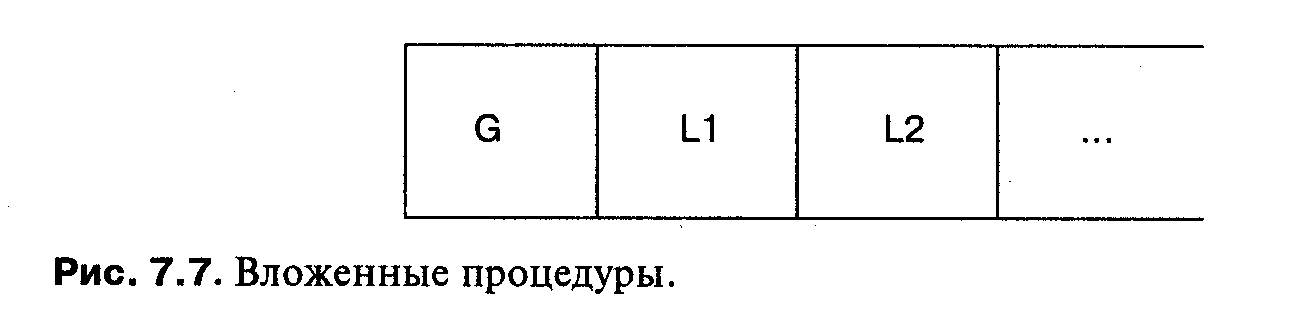 G L1 L2 ...
Рис. 7.7. Вложенные процедуры.